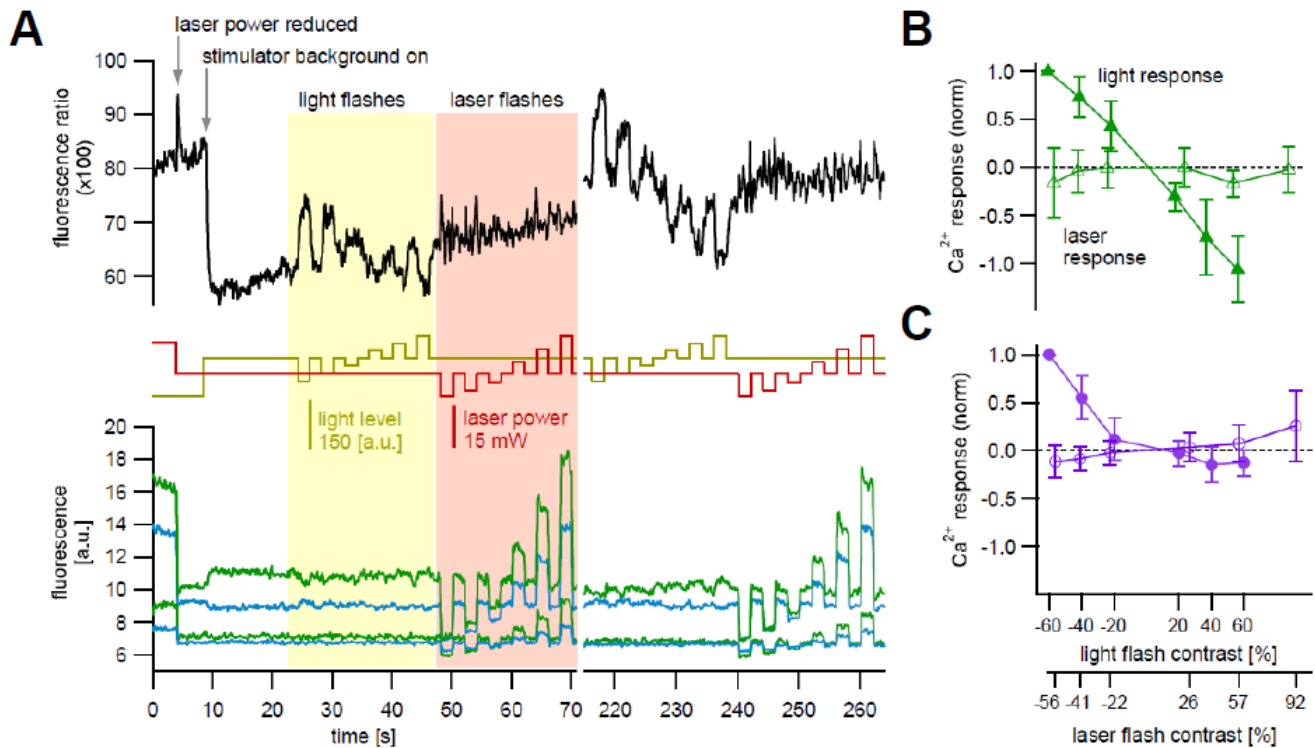 A
laser power reduced
stimulator background on
light flashes
laser flashes
fluorescence ratio
(x100)
100
90
80
70
60
light level
150 [a.u.]
laser power
15 mW
fluorescence
[a.u.]
20
18
16
14
12
10
8
6
0 10 20 30 40 50 60 70 220 230 240 250 260
time [s]
B
Ca²⁺ response (norm)
1.0
0.5
0.0
-0.5
-1.0
light response
laser
response
C
Ca²⁺ response (norm)
1.0
0.5
0.0
-0.5
-1.0
-60 -40 -20 20 40 60
light flash contrast [%]
-56 -41 -22 26 57 92
laser flash contrast [%]